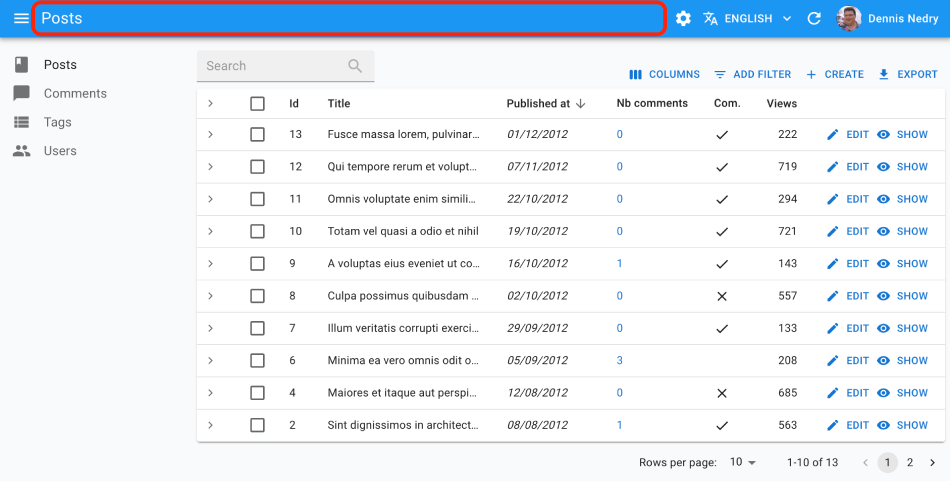 Posts ENGLISH Dennis Nedry
Posts
Comments
Tags
Users
Search
COLUMNS ADD FILTER CREATE EXPORT
Id Title Published at Nb comments Com. Views
13 Fusce massa lorem, pulvinar... 01/12/2012 0 222 EDIT SHOW
12 Qui tempore rerum et volupt... 07/11/2012 0 719 EDIT SHOW
11 Omnis voluptate enim simili... 22/10/2012 0 294 EDIT SHOW
10 Totam vel quasi a odio et nihil 19/10/2012 0 721 EDIT SHOW
9 A voluptas eius eveniet ut co... 16/10/2012 1 143 EDIT SHOW
8 Culpa possimus quibusdam ... 02/10/2012 0 557 EDIT SHOW
7 Illum veritatis corrupti exerci... 29/09/2012 0 133 EDIT SHOW
6 Minima ea vero omnis odit o... 05/09/2012 3 208 EDIT SHOW
4 Maiores et itaque aut perspi... 12/08/2012 0 685 EDIT SHOW
2 Sint dignissimos in architect... 08/08/2012 1 563 EDIT SHOW
Rows per page: 10 1-10 of 13 1 2